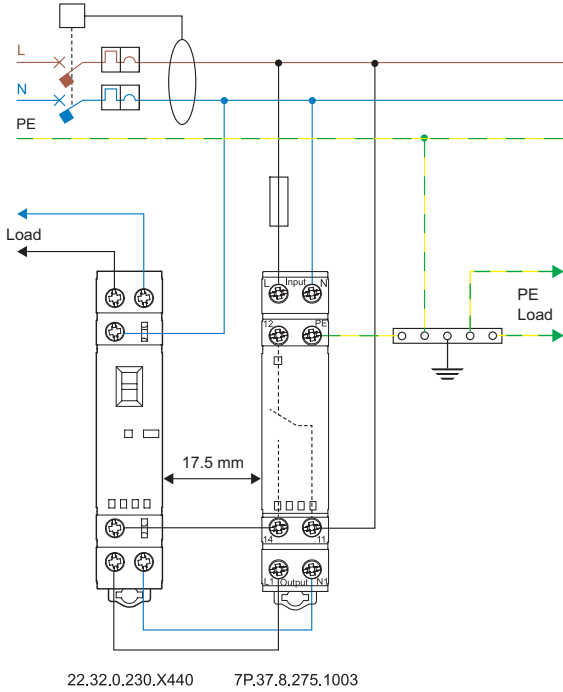 L
N
PE
Load
L Input N
12 PE
PE
Load
17.5 mm
14 11
L1 Output N1
22.32.0.230.X440 7P.37.8.275.1003